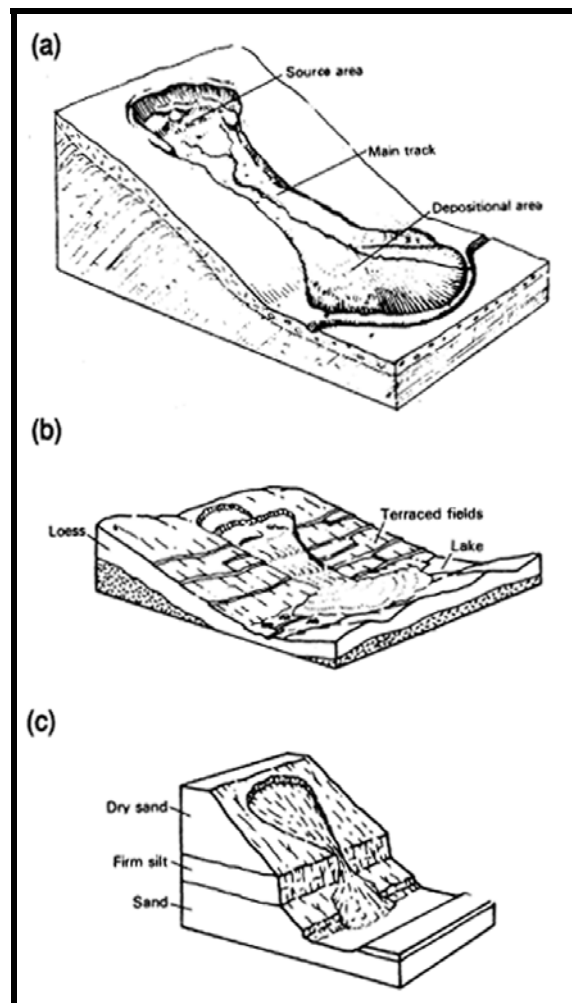 (a)
Source area
Main track
Depositional area
(b)
Terraced fields
Loess
Lake
(c)
Dry sand
Firm silt
Sand